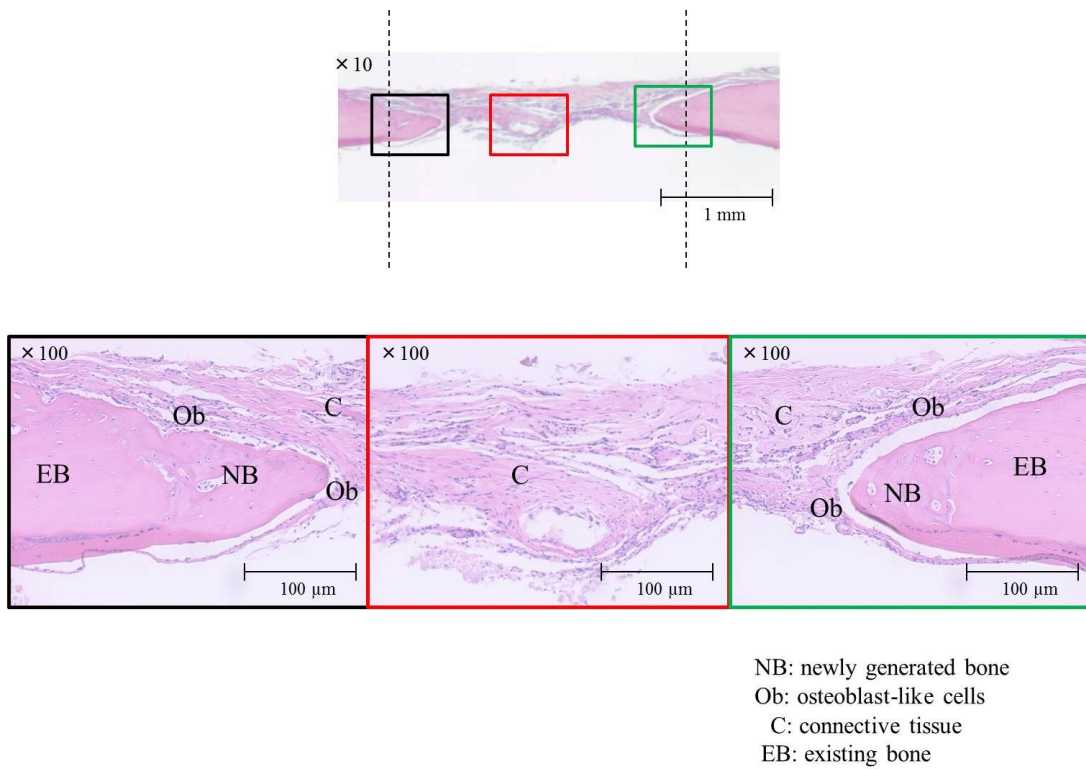 × 10
1 mm
× 100
Ob
C
EB
NB
Ob
100 µm
× 100
C
100 µm
× 100
C
Ob
EB
NB
Ob
100 µm
NB: newly generated bone
Ob: osteoblast-like cells
C: connective tissue
EB: existing bone